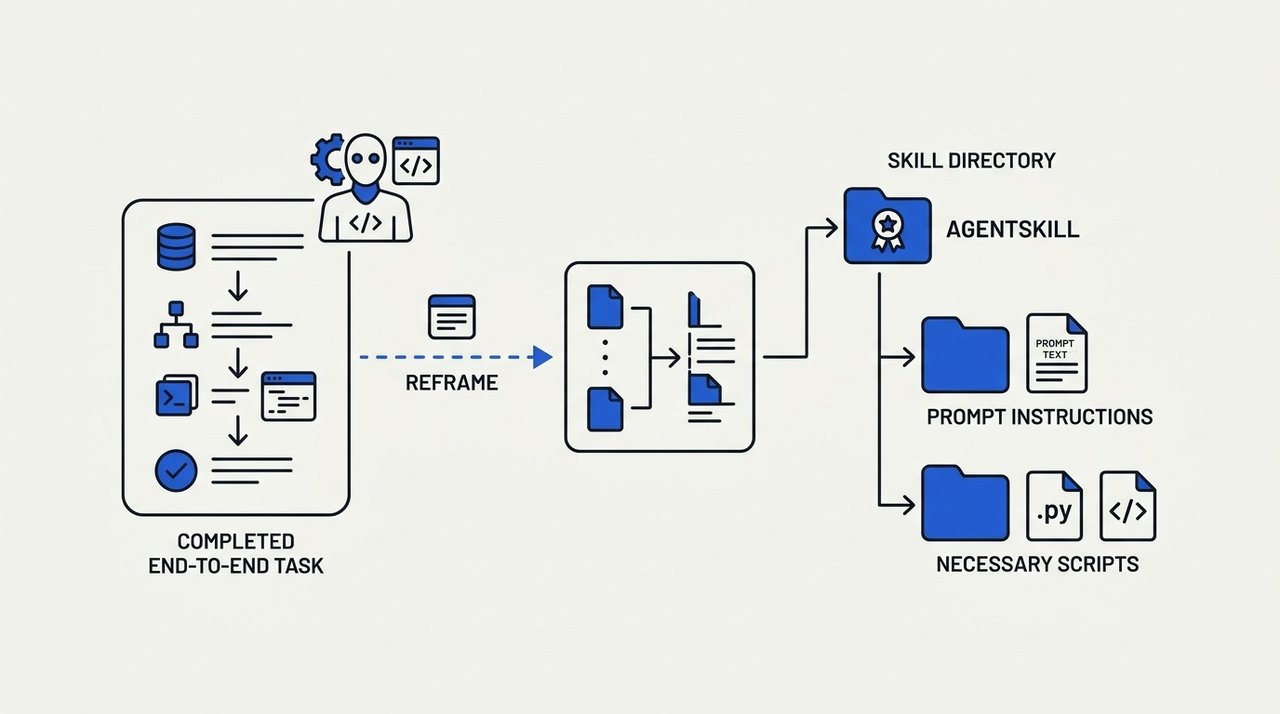 </>
</>
COMPLETED
END-TO-END TASK
>_
REFRAME
SKILL DIRECTORY
AGENTSKILL
PROMPT
TEXT
PROMPT INSTRUCTIONS
.py
</>
NECESSARY SCRIPTS